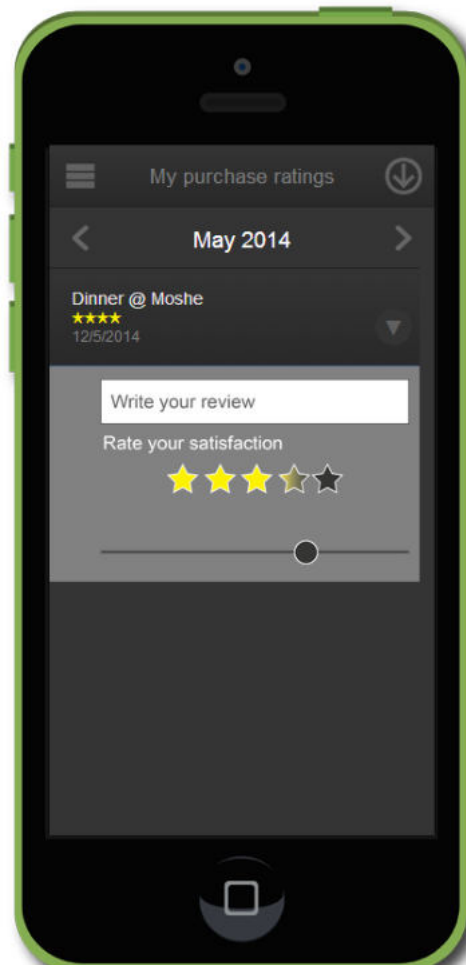 My purchase ratings
May 2014
Dinner @ Moshe
12/5/2014
Write your review
Rate your satisfaction